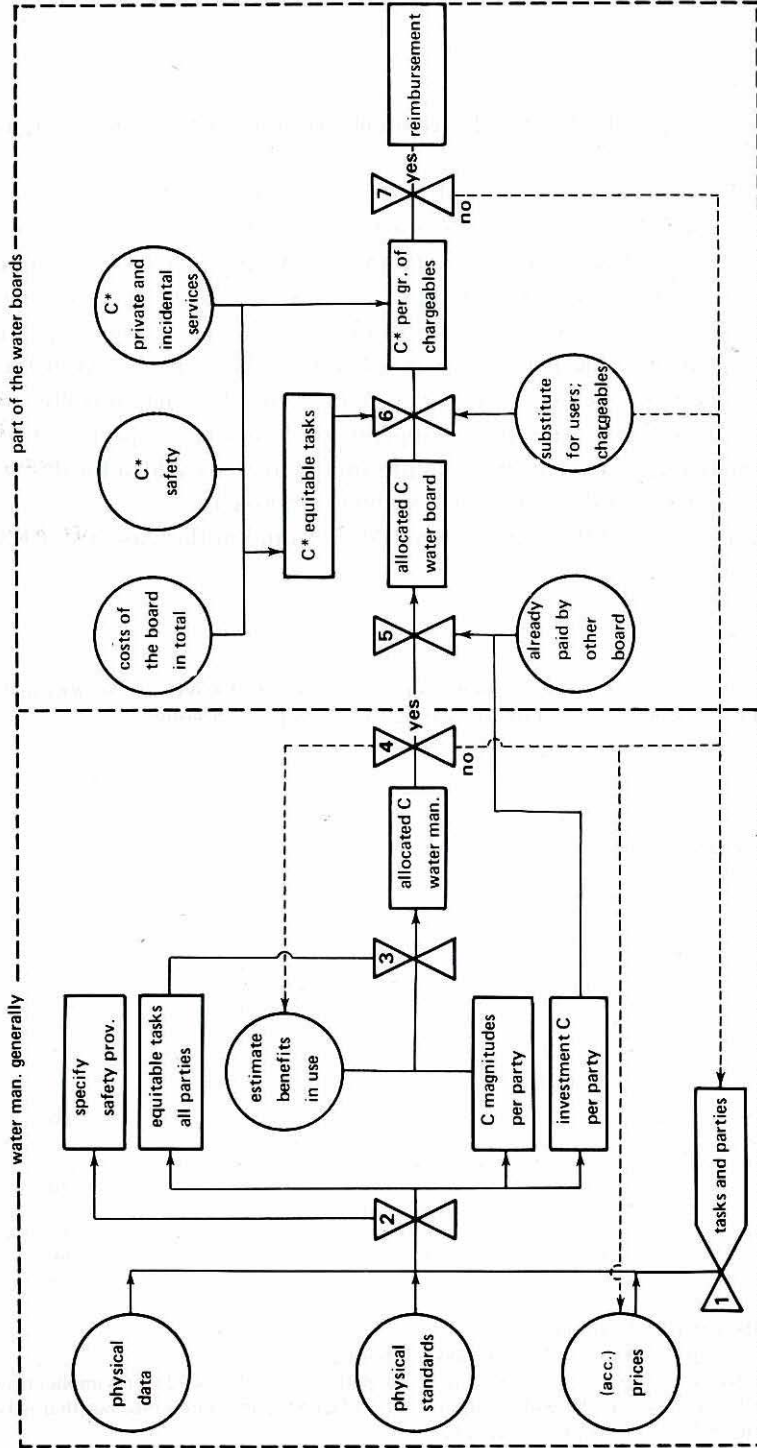 water man. generally
part of the water boards
physical
data
physical
standards
(acc.)
prices
1
tasks and parties
2
specify
safety prov.
equitable tasks
all parties
estimate
benefits
in use
C magnitudes
per party
investment C
per party
3
allocated C
water man.
4
yes
no
costs of
the board
in total
C*
safety
C*
private and
incidental
services
C* equitable tasks
5
already
paid by
other
board
allocated C
water board
6
substitute
for users;
chargeables
C* per gr. of
chargeables
7
yes
no
reimbursement